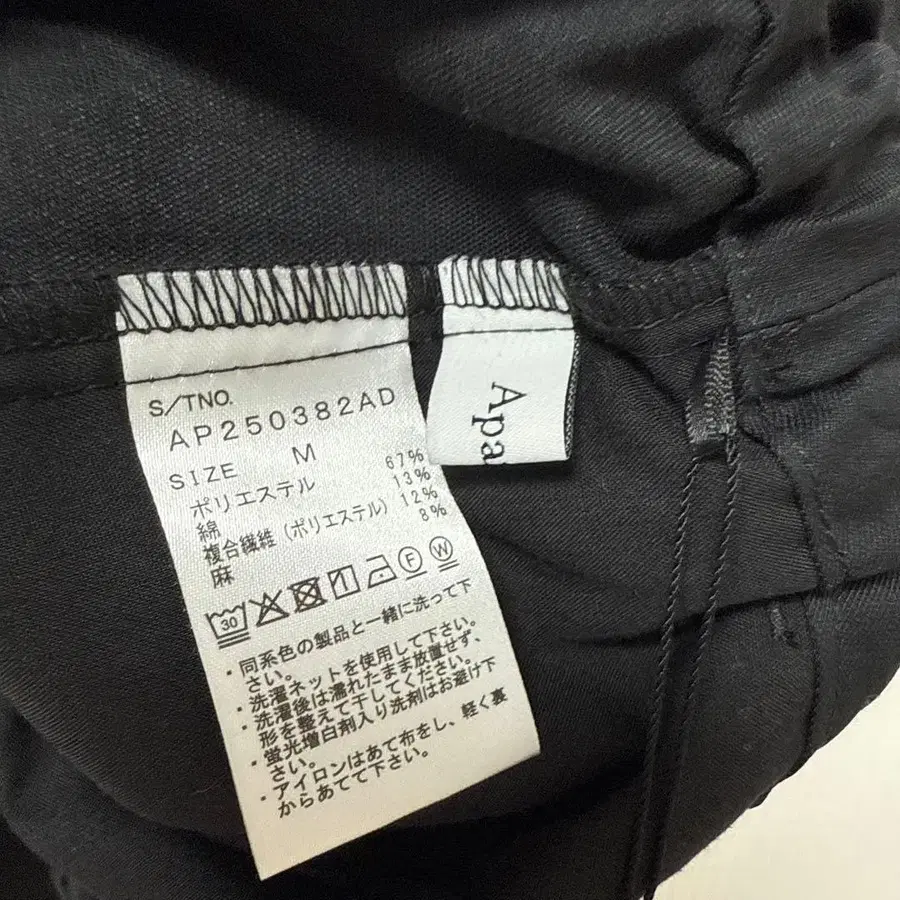 S/TNO.
AP250382AD
SIZE M
ポリエステル 67%
綿 13%
複合繊維(ポリエステル) 12%
麻 8%
30 F W
・同系色の製品と一緒に洗って下
さい。
・洗濯ネットを使用して下さい。
・洗濯後は濡れたまま放置せず、
形を整えて干してください。
・蛍光増白剤入り洗剤はお避け下
さい。
・アイロンはあて布をし、軽く裏
からあてて下さい。
Apa